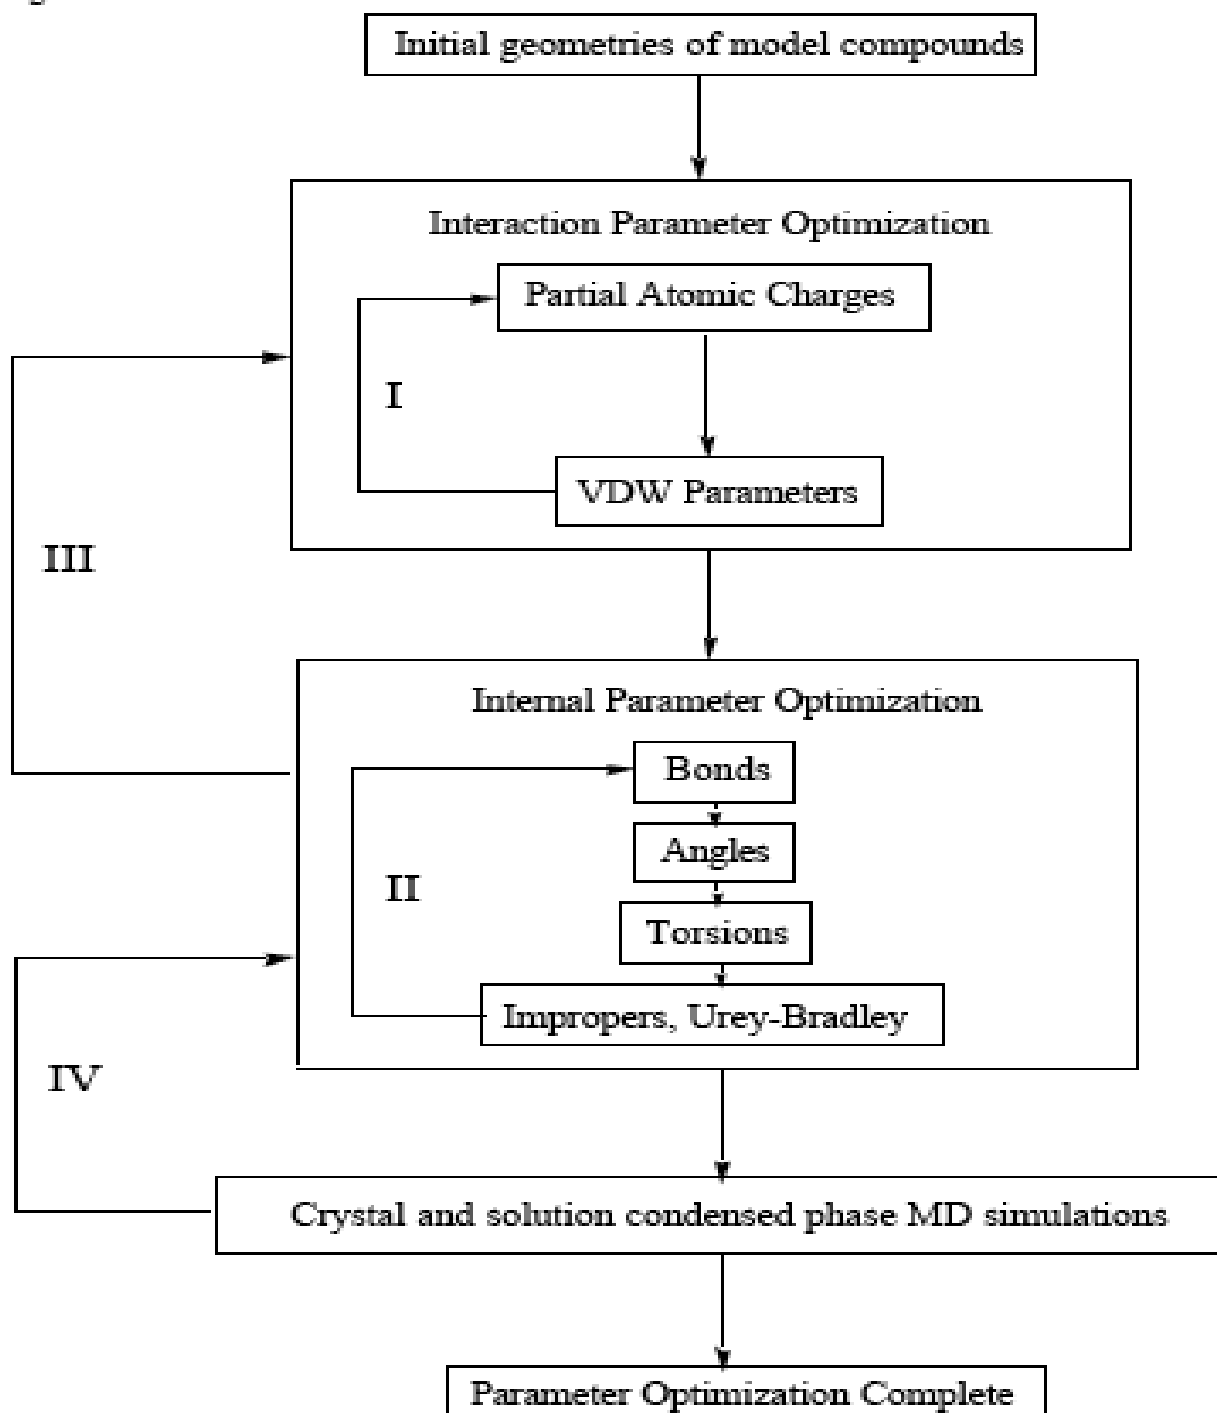 Initial geometries of model compounds
Interaction Parameter Optimization
Partial Atomic Charges
I
VDW Parameters
III
Internal Parameter Optimization
Bonds
Angles
II
Torsions
Impropers, Urey-Bradley
IV
Crystal and solution condensed phase MD simulations
Parameter Optimization Complete